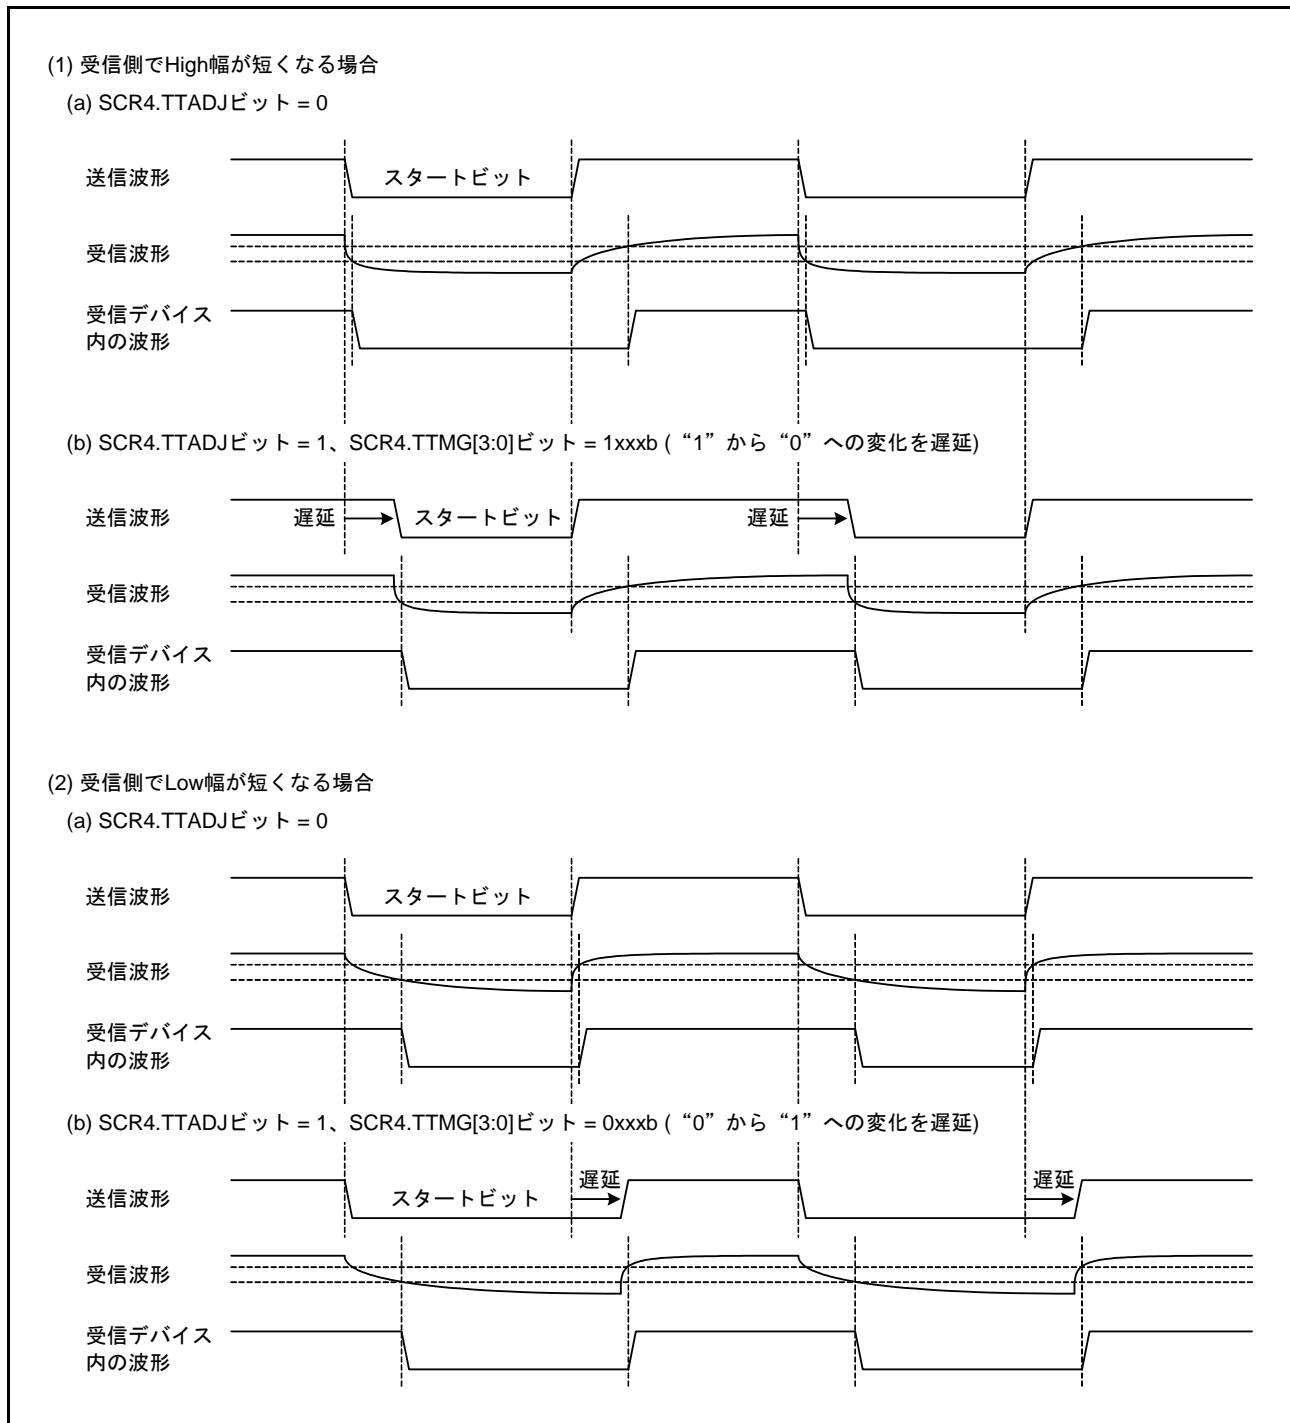 (1) 受信側でHigh幅が短くなる場合
(a) SCR4.TTADJビット = 0
送信波形
スタートビット
受信波形
受信デバイス
内の波形
(b) SCR4.TTADJビット = 1、SCR4.TTMG[3:0]ビット = 1xxxb (“1”から“0”への変化を遅延)
送信波形
遅延
スタートビット
遅延
受信波形
受信デバイス
内の波形
(2) 受信側でLow幅が短くなる場合
(a) SCR4.TTADJビット = 0
送信波形
スタートビット
受信波形
受信デバイス
内の波形
(b) SCR4.TTADJビット = 1、SCR4.TTMG[3:0]ビット = 0xxxb (“0”から“1”への変化を遅延)
送信波形
スタートビット
遅延
遅延
受信波形
受信デバイス
内の波形